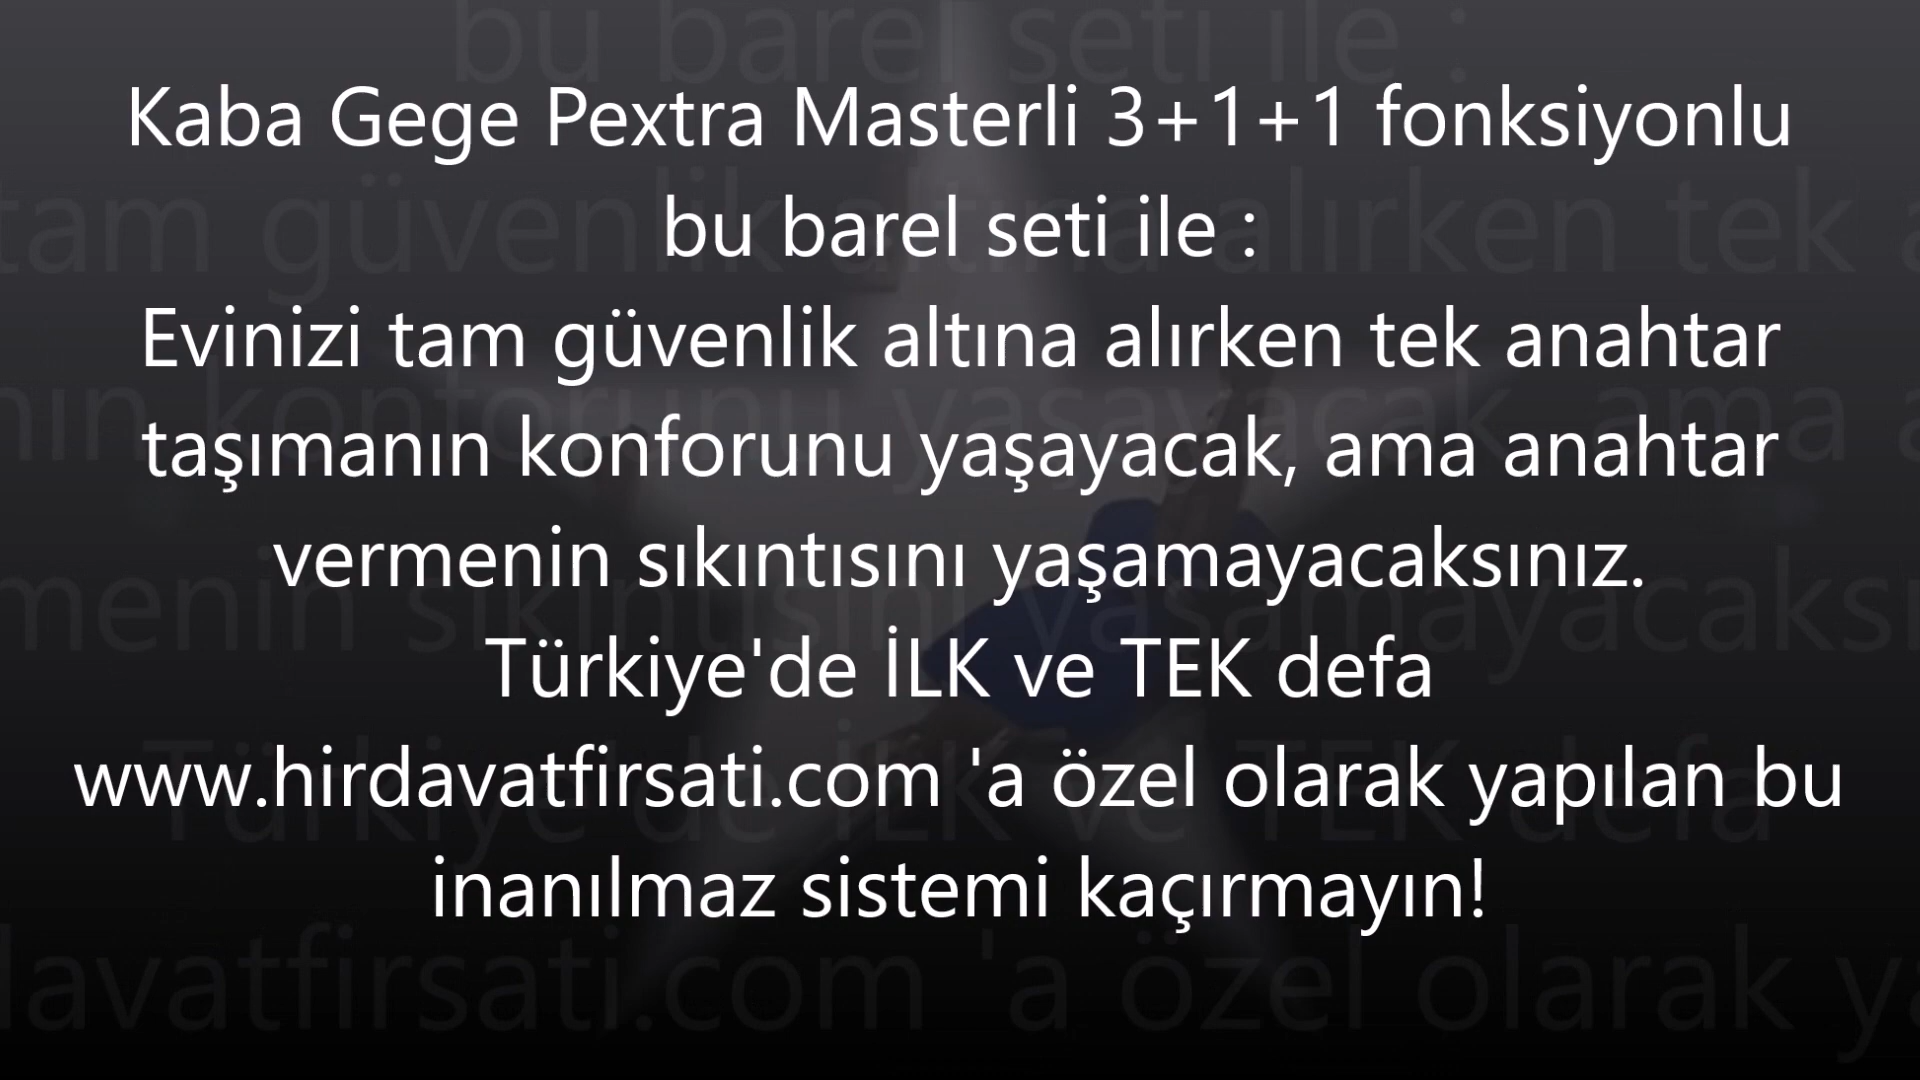 Kaba Gege Pextra Masterli 3+1+1 fonksiyonlu
bu barel seti ile :
Evinizi tam güvenlik altına alırken tek anahtar
taşımanın konforunu yaşayacak, ama anahtar
vermenin sıkıntısını yaşamayacaksınız.
Türkiye'de İLK ve TEK defa
www.hirdavatfirsati.com 'a özel olarak yapılan bu
inanılmaz sistemi kaçırmayın!